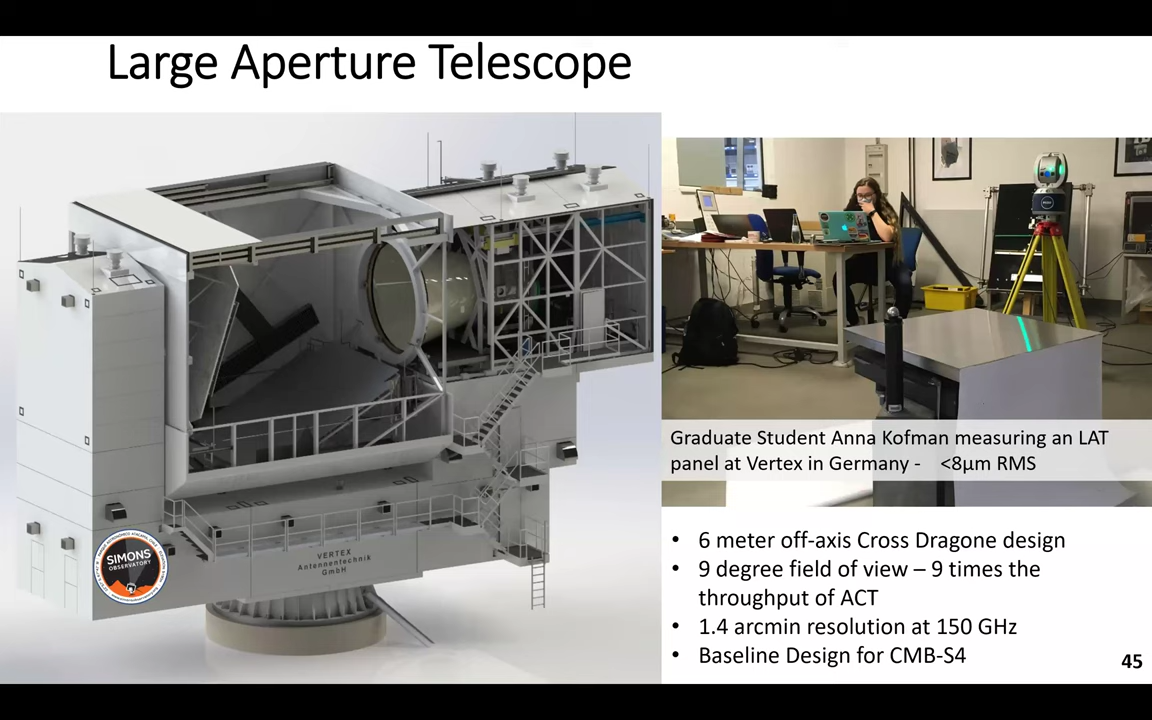 Large Aperture Telescope
SIMONS
OBSERVATORY
VERTEX
Antennentechnik
GmbH
Graduate Student Anna Kofman measuring an LAT
panel at Vertex in Germany - <8µm RMS
• 6 meter off-axis Cross Dragone design
• 9 degree field of view – 9 times the
throughput of ACT
• 1.4 arcmin resolution at 150 GHz
• Baseline Design for CMB-S4
45